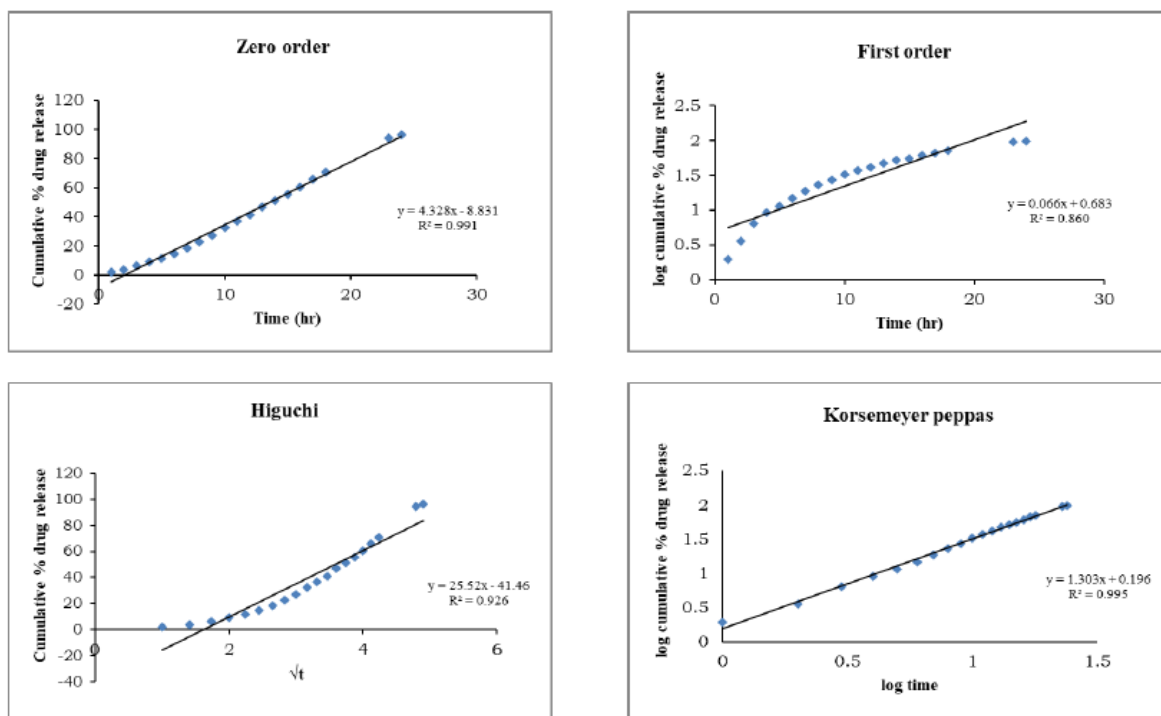 Zero order
Cumulative % drug release
120
100
80
60
40
20
0
-20
0
10
20
30
Time (hr)
y = 4.328x - 8.831
R² = 0.991
First order
log cumulative % drug release
2.5
2
1.5
1
0.5
0
0
10
20
30
Time (hr)
y = 0.066x + 0.683
R² = 0.860
Higuchi
Cumulative % drug release
120
100
80
60
40
20
0
-20
-40
0
2
4
6
√t
y = 25.52x - 41.46
R² = 0.926
Korsemeyer peppas
log cumulative % drug release
2.5
2
1.5
1
0.5
0
0
0.5
1
1.5
log time
y = 1.303x + 0.196
R² = 0.995